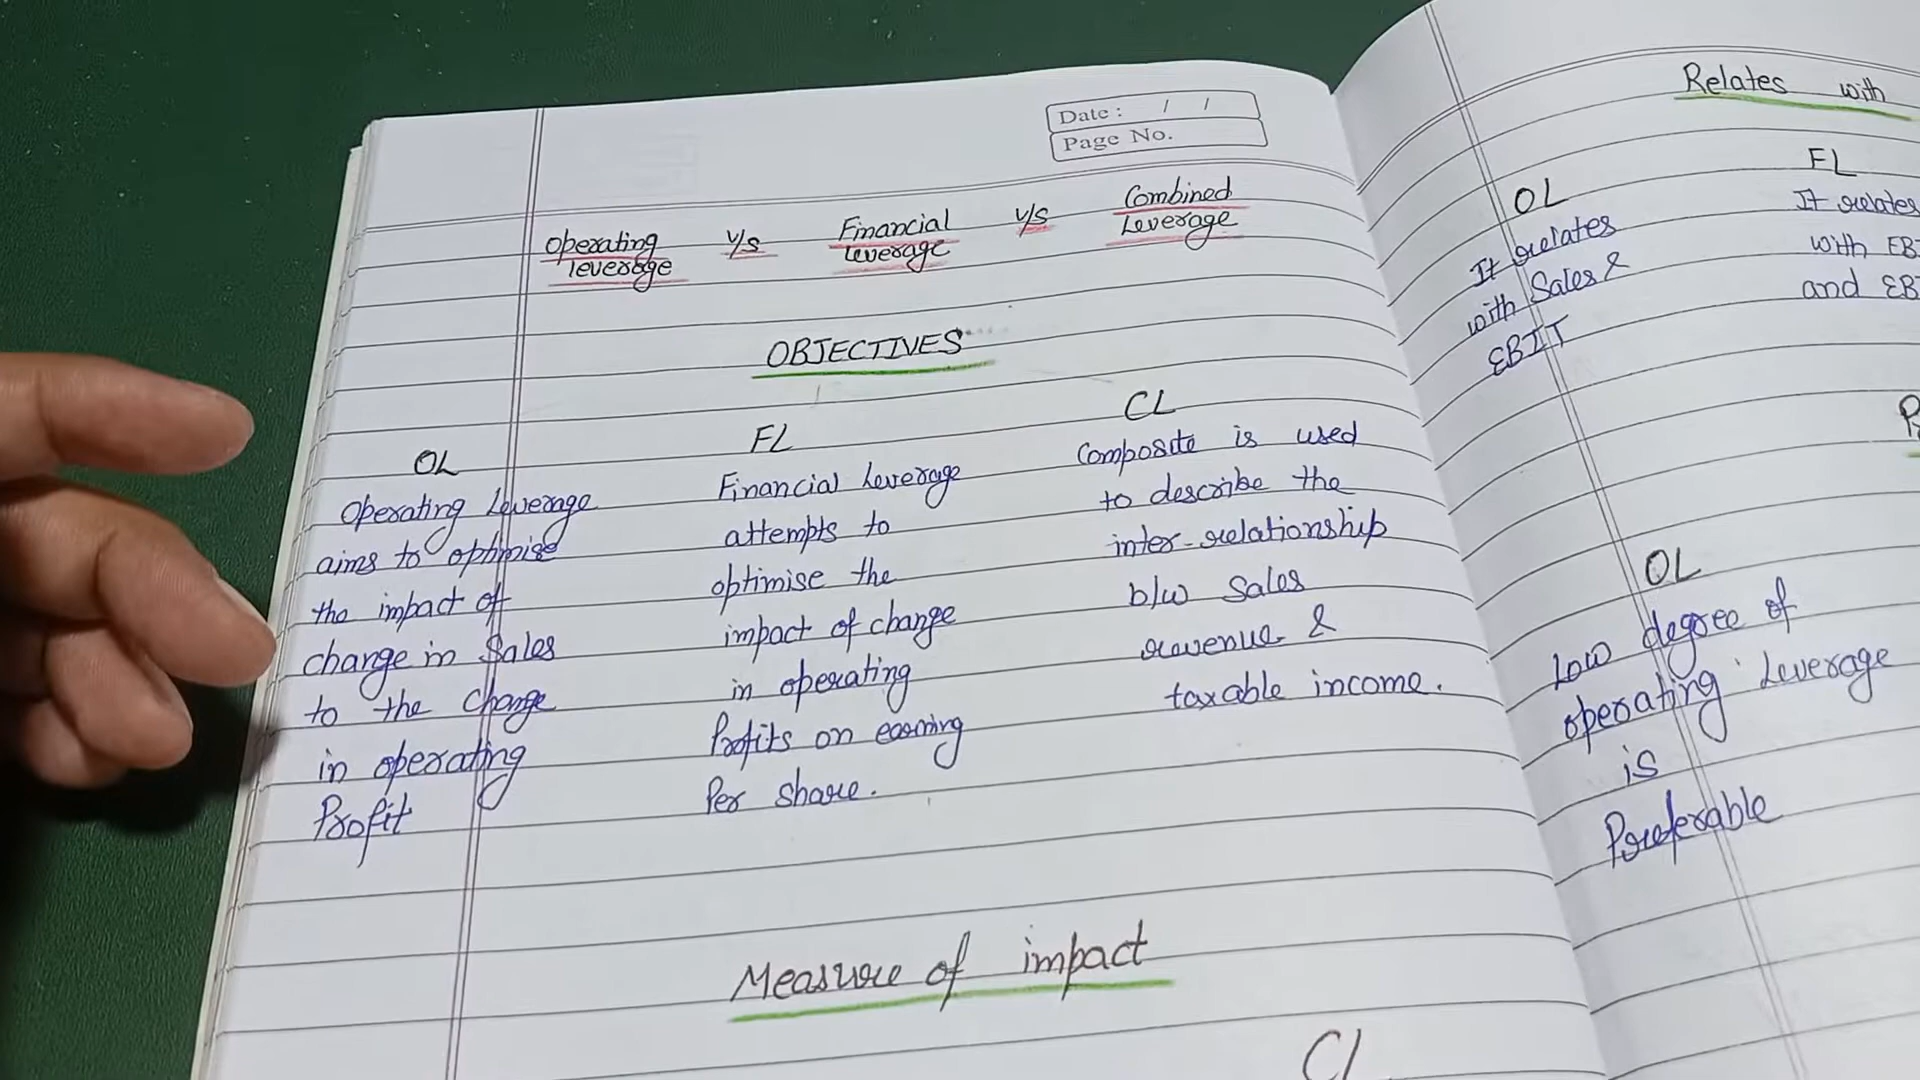 Date : / /
Page No.
Operating V/s Financial V/s Combined
leverage Leverage Leverage
OBJECTIVES
OL
Operating Leverage
aims to optimise
the impact of
change in Sales
to the change
in operating
Profit
FL
Financial Leverage
attempts to
optimise the
impact of change
in operating
Profits on earning
Per share.
CL
Composite is used
to describe the
inter-relationship
b/w Sales
revenue &
taxable income.
Measure of impact
CL
Relates with
OL
It relates
with Sales &
EBIT
FL
It relates
with
and
OL
Low degree of
operating Leverage
is
Preferable